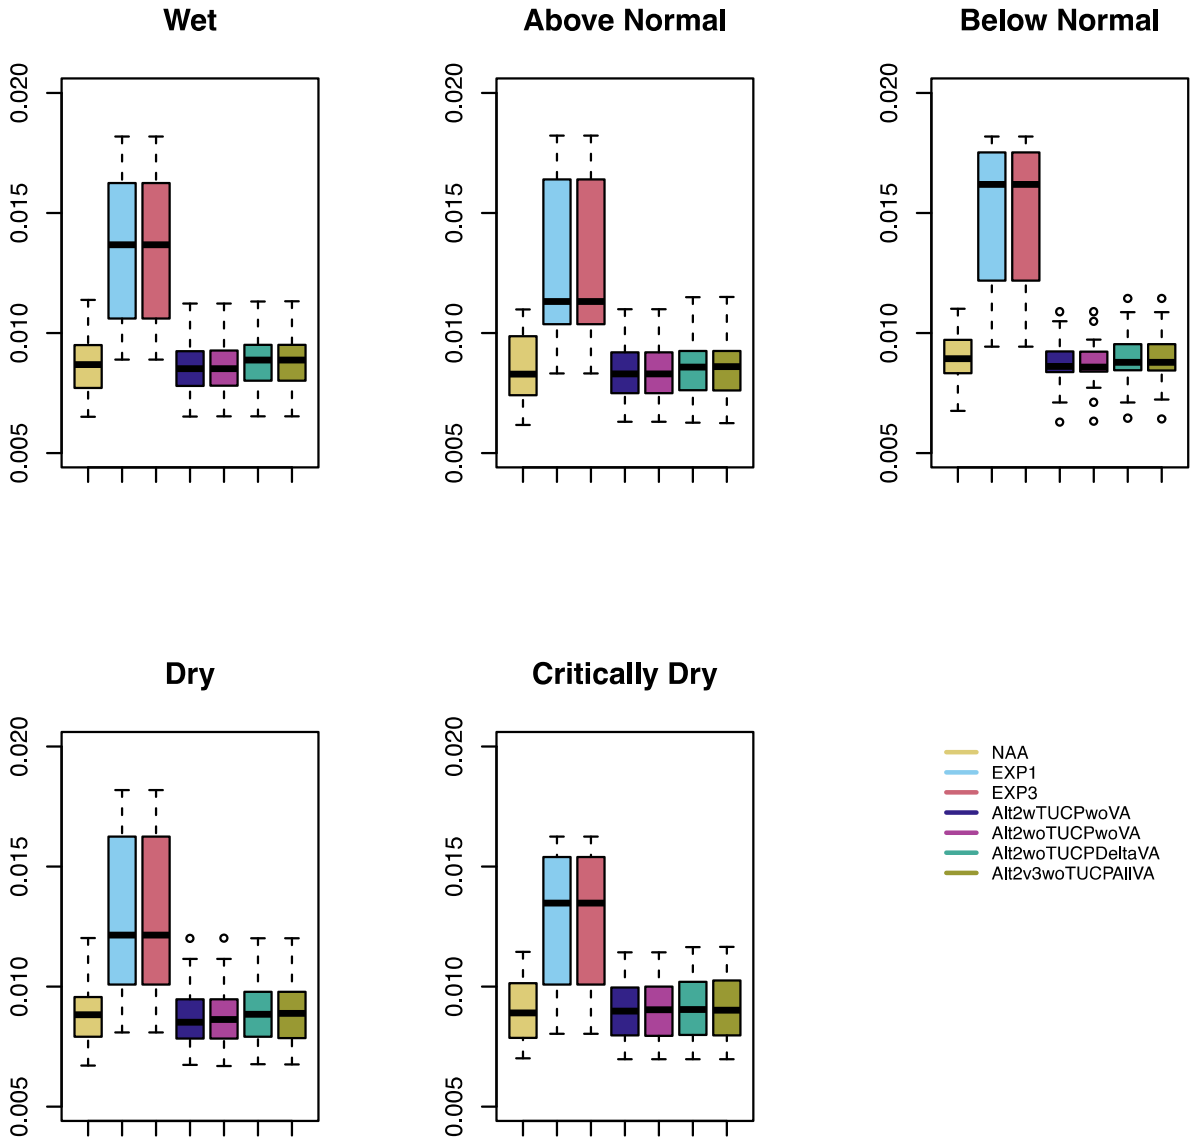 Wet
Above Normal
Below Normal
0.020
0.015
0.010
0.005
0.020
0.015
0.010
0.005
0.020
0.015
0.010
0.005
Dry
Critically Dry
0.020
0.015
0.010
0.005
0.020
0.015
0.010
0.005
NAA
EXP1
EXP3
Alt2wTUCPwoVA
Alt2woTUCPwoVA
Alt2woTUCPDeltaVA
Alt2v3woTUCPAllVA